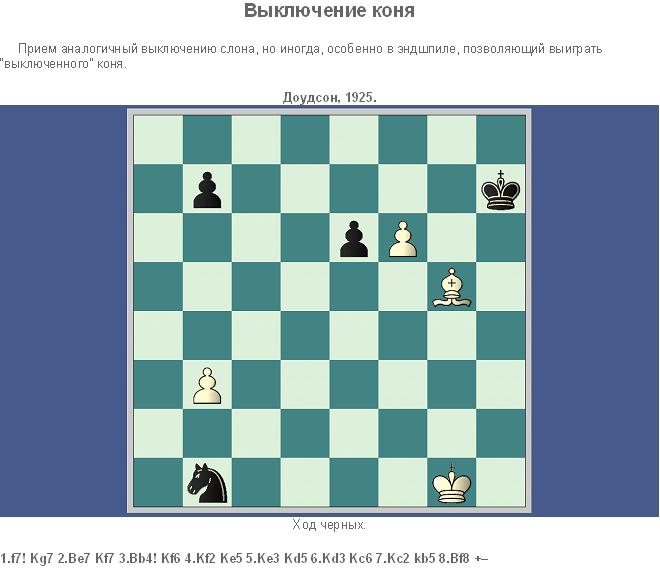 Выключение коня
Прием аналогичный выключению слона, но иногда, особенно в эндшпиле, позволяющий выиграть
"выключенного" коня.
Доудсон, 1925.
Ход черных.
1.f7! Kg7 2.Be7 Kf7 3.Bb4! Kf6 4.Kf2 Ke5 5.Ke3 Kd5 6.Kd3 Kc6 7.Kc2 kb5 8.Bf8 +–